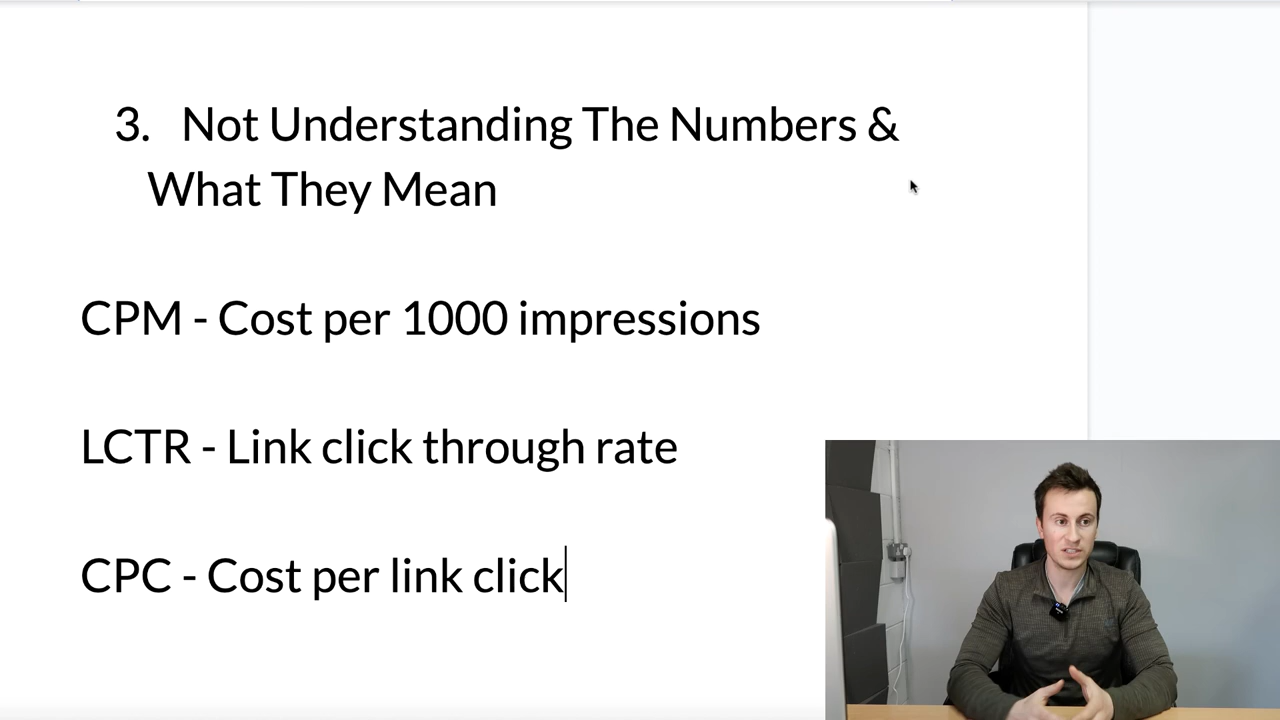 3. Not Understanding The Numbers &
What They Mean
CPM - Cost per 1000 impressions
LCTR - Link click through rate
CPC - Cost per link click